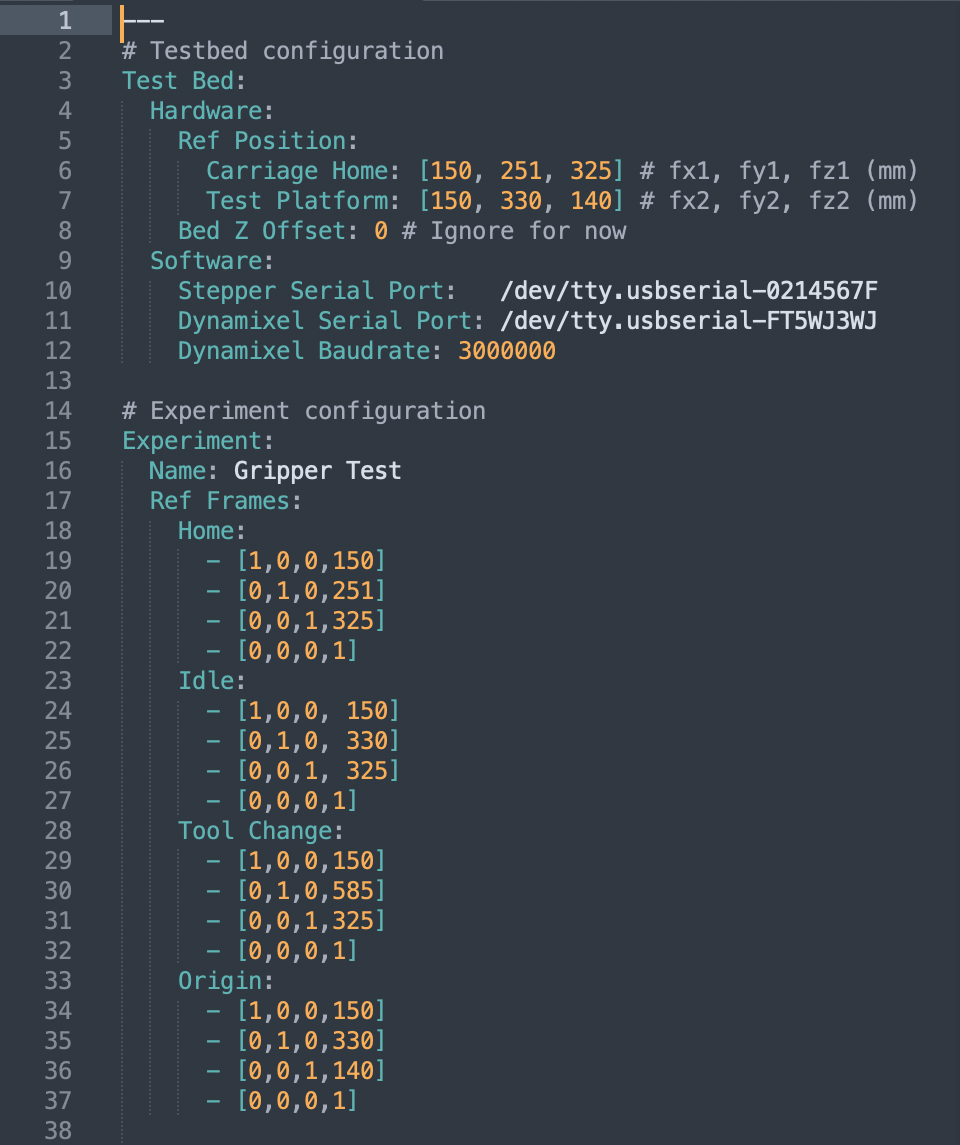 1 ---
2 # Testbed configuration
3 Test Bed:
4   Hardware:
5     Ref Position:
6       Carriage Home: [150, 251, 325] # fx1, fy1, fz1 (mm)
7       Test Platform: [150, 330, 140] # fx2, fy2, fz2 (mm)
8     Bed Z Offset: 0 # Ignore for now
9   Software:
10     Stepper Serial Port:   /dev/tty.usbserial-0214567F
11     Dynamixel Serial Port: /dev/tty.usbserial-FT5WJ3WJ
12     Dynamixel Baudrate: 3000000
13
14 # Experiment configuration
15 Experiment:
16   Name: Gripper Test
17   Ref Frames:
18     Home:
19       - [1,0,0,150]
20       - [0,1,0,251]
21       - [0,0,1,325]
22       - [0,0,0,1]
23     Idle:
24       - [1,0,0, 150]
25       - [0,1,0, 330]
26       - [0,0,1, 325]
27       - [0,0,0,1]
28     Tool Change:
29       - [1,0,0,150]
30       - [0,1,0,585]
31       - [0,0,1,325]
32       - [0,0,0,1]
33     Origin:
34       - [1,0,0,150]
35       - [0,1,0,330]
36       - [0,0,1,140]
37       - [0,0,0,1]
38